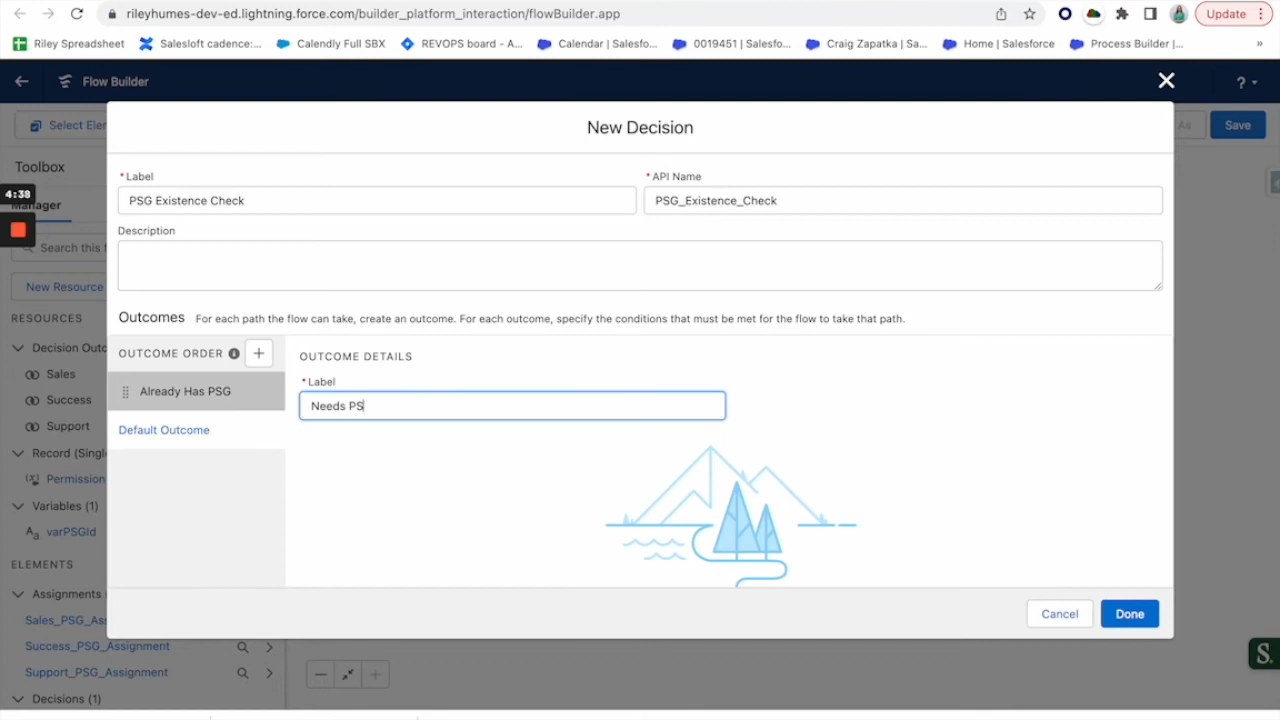 rileyhumes-dev-ed.lightning.force.com/builder_platform_interaction/flowBuilder.app
Update
Riley Spreadsheet
Salesloft cadence:...
Calendly Full SBX
REVOPS board - A...
Calendar | Salesfo...
0019451 | Salesfo...
Craig Zapatka | Sa...
Home | Salesforce
Process Builder |...
»
Flow Builder
?
Select Ele
New Decision
As
Save
Toolbox
* Label
* API Name
4:38
Manager
PSG Existence Check
PSG_Existence_Check
Description
Search this
New Resource
RESOURCES
Outcomes
For each path the flow can take, create an outcome. For each outcome, specify the conditions that must be met for the flow to take that path.
Decision Outc
OUTCOME ORDER
OUTCOME DETAILS
Sales
* Label
Already Has PSG
Success
Needs PS
Support
Default Outcome
Record (Singl
Permission
Variables (1)
varPSGId
ELEMENTS
Assignments
Cancel
Done
Sales_PSG_Ass
Success_PSG_Assignment
S.
Support_PSG_Assignment
Decisions (1)